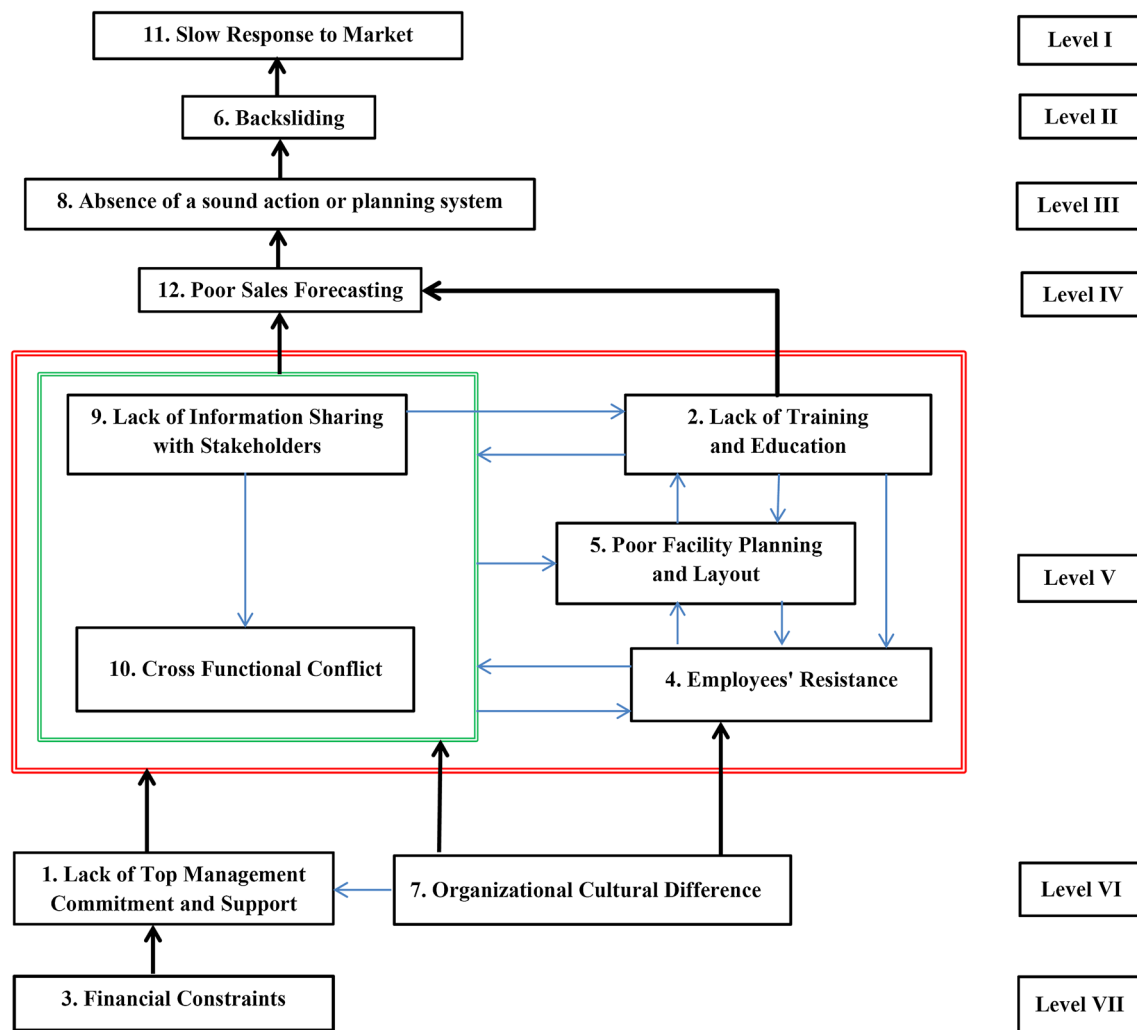 11. Slow Response to Market
Level I
6. Backsliding
Level II
8. Absence of a sound action or planning system
Level III
12. Poor Sales Forecasting
Level IV
9. Lack of Information Sharing
with Stakeholders
2. Lack of Training
and Education
5. Poor Facility Planning
and Layout
Level V
10. Cross Functional Conflict
4. Employees' Resistance
1. Lack of Top Management
Commitment and Support
7. Organizational Cultural Difference
Level VI
3. Financial Constraints
Level VII